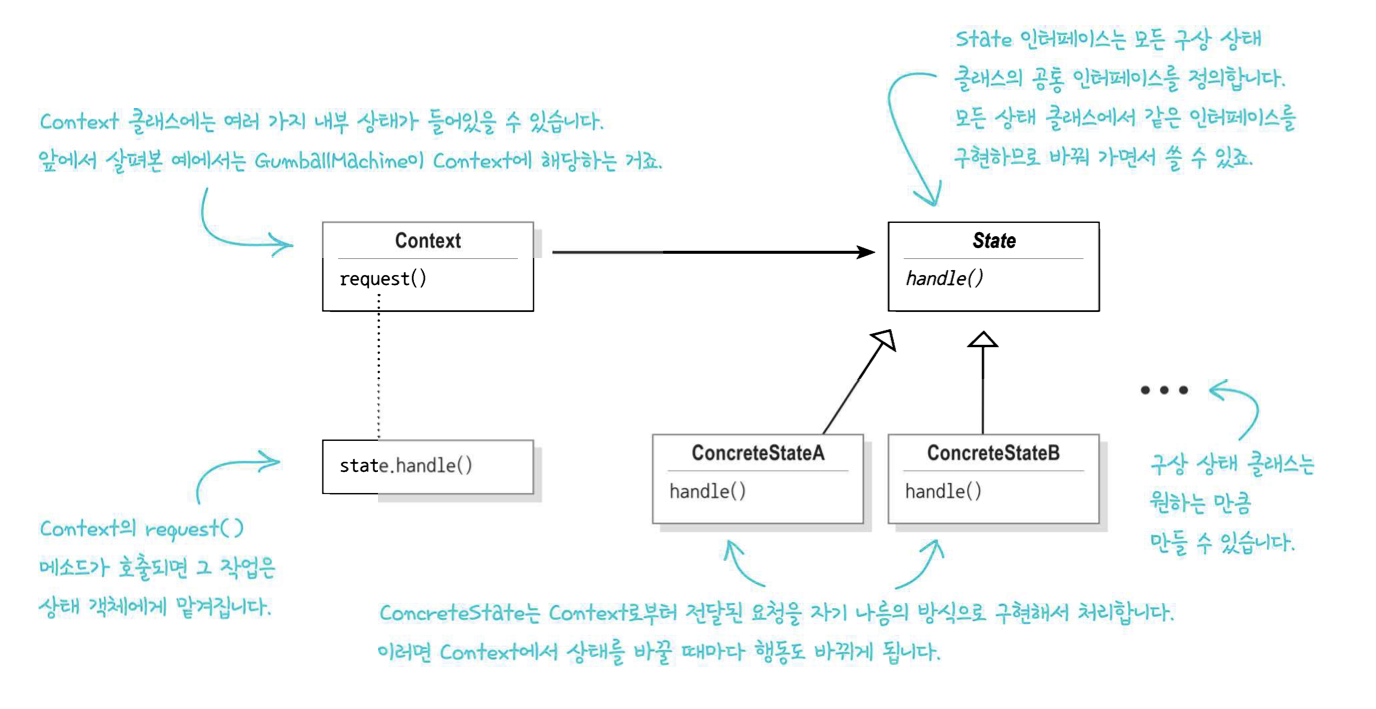 State 인터페이스는 모든 구상 상태
클래스의 공통 인터페이스를 정의합니다.
모든 상태 클래스에서 같은 인터페이스를
구현하므로 바꿔 가면서 쓸 수 있죠.
Context 클래스에는 여러 가지 내부 상태가 들어있을 수 있습니다.
앞에서 살펴본 예에서는 GumballMachine이 Context에 해당하는 거죠.
Context
request()
State
handle()
state.handle()
ConcreteStateA
handle()
ConcreteStateB
handle()
구상 상태 클래스는
원하는 만큼
만들 수 있습니다.
Context의 request()
메소드가 호출되면 그 작업은
상태 객체에게 맡겨집니다.
ConcreteState는 Context로부터 전달된 요청을 자기 나름의 방식으로 구현해서 처리합니다.
이러면 Context에서 상태를 바꿀 때마다 행동도 바뀌게 됩니다.